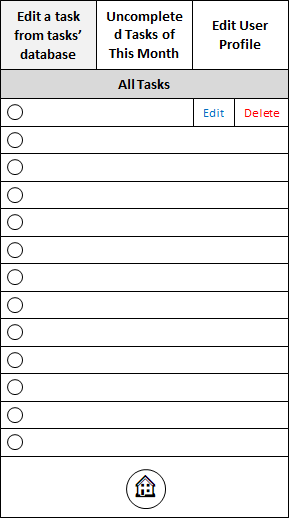 Edit a task
from tasks'
database
Uncomplete
d Tasks of
This Month
Edit User
Profile
All Tasks
Edit
Delete